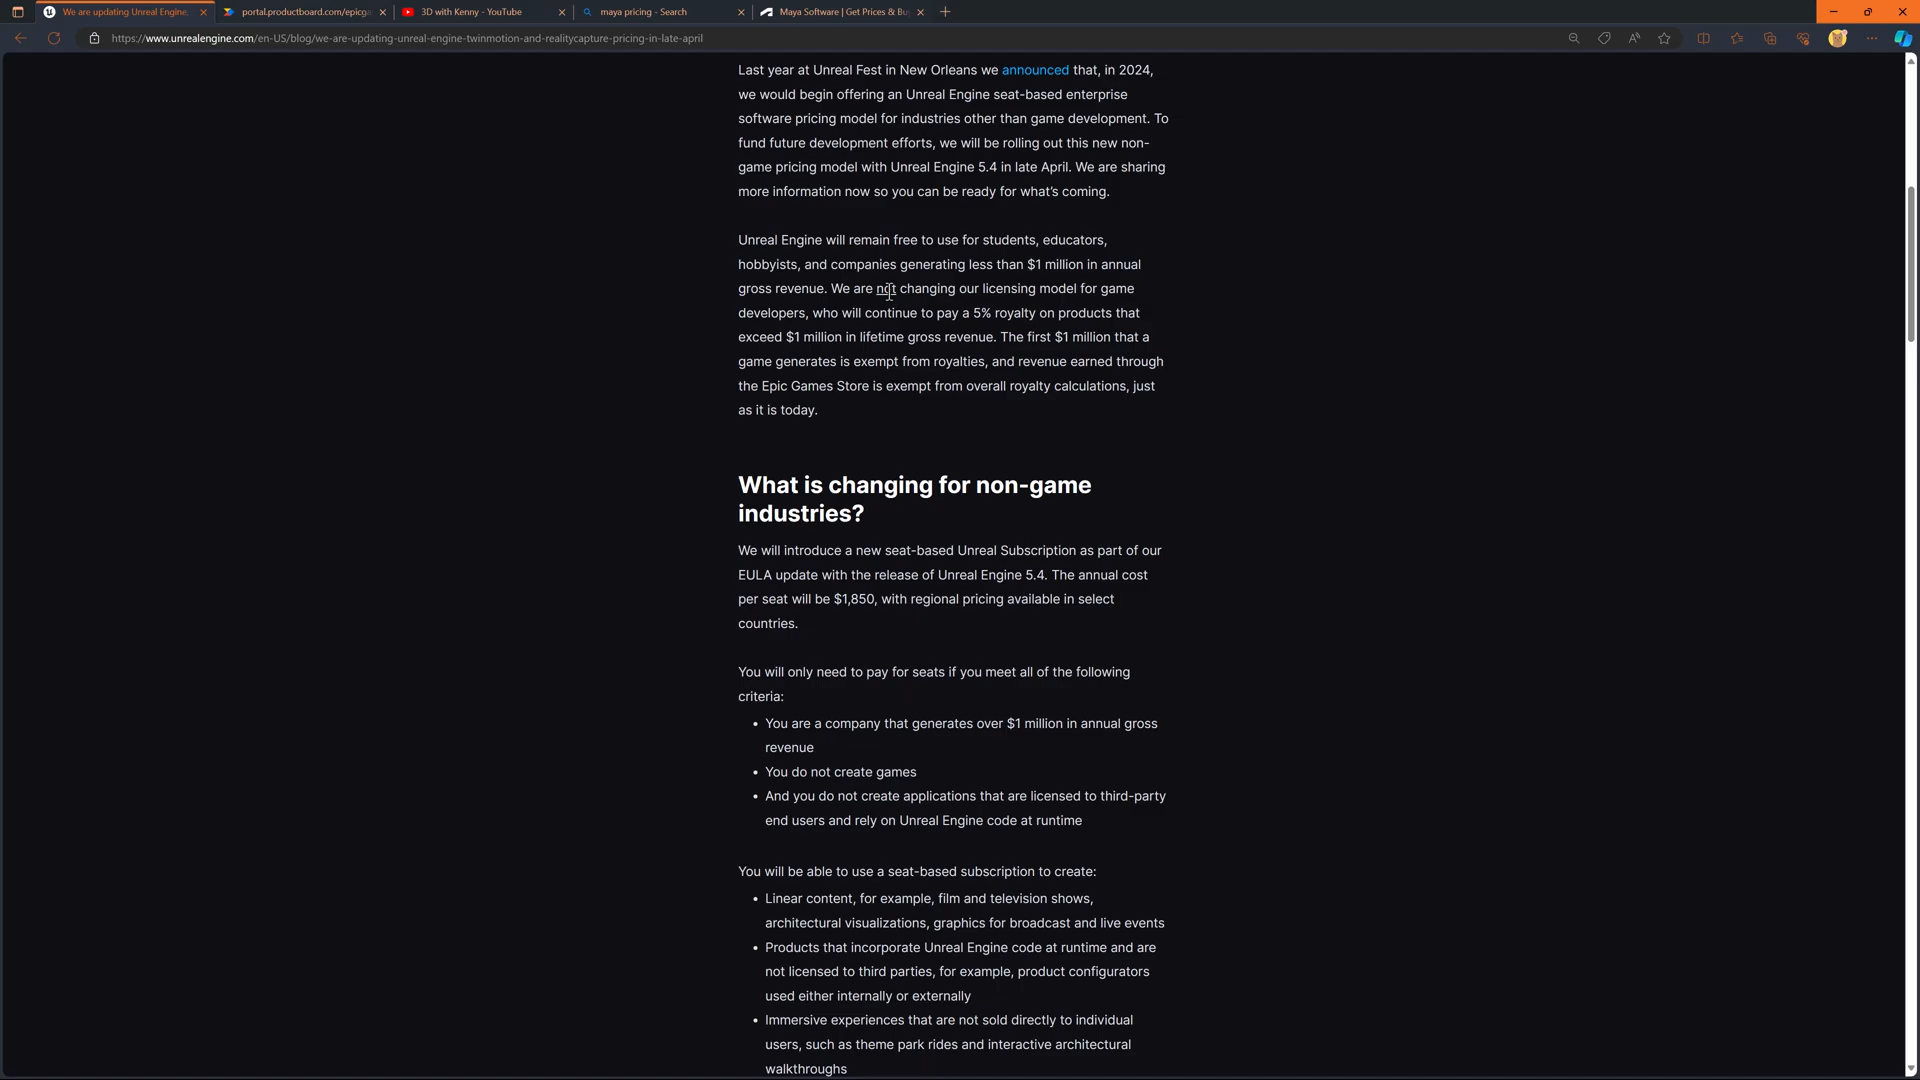 We are updating Unreal Engine,
portal.productboard.com/epicga
3D with Kenny - YouTube
maya pricing - Search
Maya Software | Get Prices & Bu
https://www.unrealengine.com/en-US/blog/we-are-updating-unreal-engine-twinmotion-and-realitycapture-pricing-in-late-april
Last year at Unreal Fest in New Orleans we announced that, in 2024,
we would begin offering an Unreal Engine seat-based enterprise
software pricing model for industries other than game development. To
fund future development efforts, we will be rolling out this new non-
game pricing model with Unreal Engine 5.4 in late April. We are sharing
more information now so you can be ready for what’s coming.
Unreal Engine will remain free to use for students, educators,
hobbyists, and companies generating less than $1 million in annual
gross revenue. We are not changing our licensing model for game
developers, who will continue to pay a 5% royalty on products that
exceed $1 million in lifetime gross revenue. The first $1 million that a
game generates is exempt from royalties, and revenue earned through
the Epic Games Store is exempt from overall royalty calculations, just
as it is today.
What is changing for non-game
industries?
We will introduce a new seat-based Unreal Subscription as part of our
EULA update with the release of Unreal Engine 5.4. The annual cost
per seat will be $1,850, with regional pricing available in select
countries.
You will only need to pay for seats if you meet all of the following
criteria:
• You are a company that generates over $1 million in annual gross
revenue
• You do not create games
• And you do not create applications that are licensed to third-party
end users and rely on Unreal Engine code at runtime
You will be able to use a seat-based subscription to create:
• Linear content, for example, film and television shows,
architectural visualizations, graphics for broadcast and live events
• Products that incorporate Unreal Engine code at runtime and are
not licensed to third parties, for example, product configurators
used either internally or externally
• Immersive experiences that are not sold directly to individual
users, such as theme park rides and interactive architectural
walkthroughs